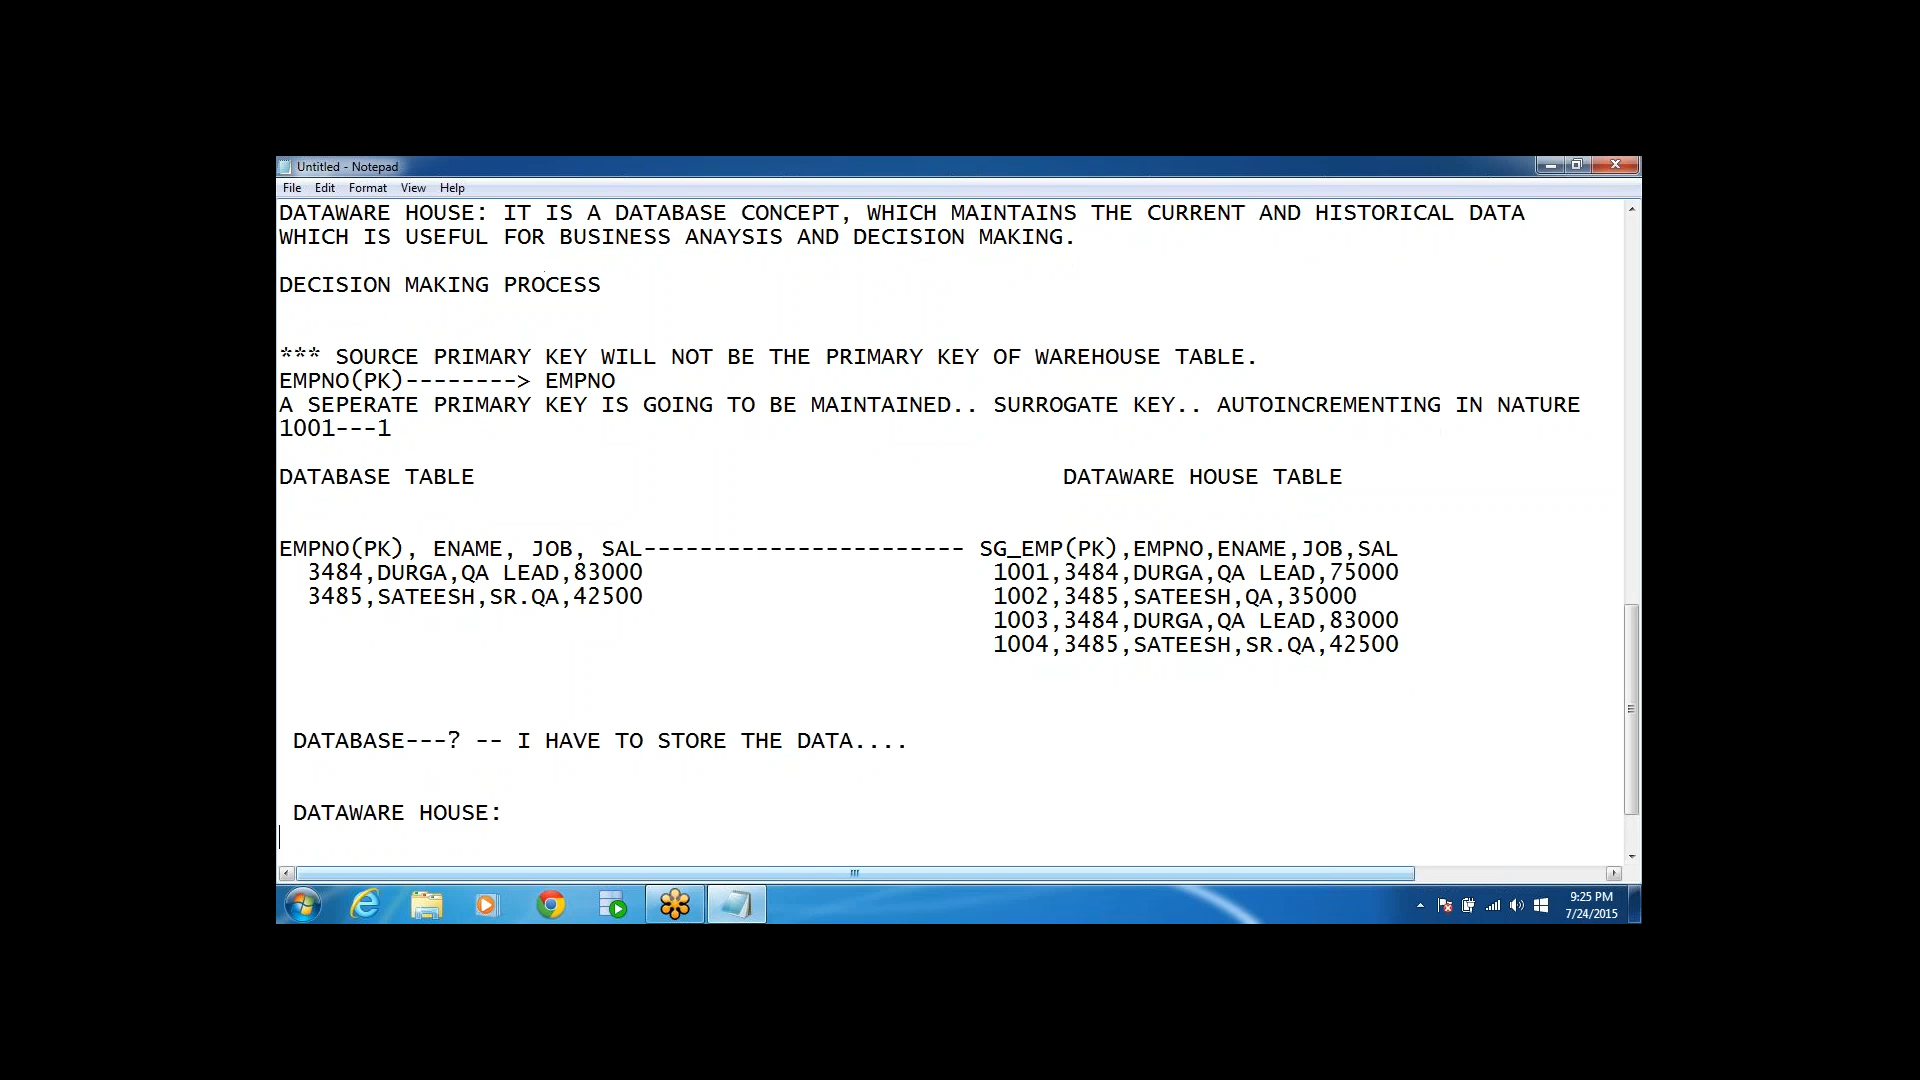 Untitled - Notepad
File Edit Format View Help
DATAWARE HOUSE: IT IS A DATABASE CONCEPT, WHICH MAINTAINS THE CURRENT AND HISTORICAL DATA
WHICH IS USEFUL FOR BUSINESS ANAYSIS AND DECISION MAKING.
DECISION MAKING PROCESS
*** SOURCE PRIMARY KEY WILL NOT BE THE PRIMARY KEY OF WAREHOUSE TABLE.
EMPNO(PK)--------> EMPNO
A SEPERATE PRIMARY KEY IS GOING TO BE MAINTAINED.. SURROGATE KEY.. AUTOINCREMENTING IN NATURE
1001---1
DATABASE TABLE DATAWARE HOUSE TABLE
EMPNO(PK), ENAME, JOB, SAL----------------------- SG_EMP(PK),EMPNO,ENAME,JOB,SAL
3484,DURGA,QA LEAD,83000 1001,3484,DURGA,QA LEAD,75000
3485,SATEESH,SR.QA,42500 1002,3485,SATEESH,QA,35000
1003,3484,DURGA,QA LEAD,83000
1004,3485,SATEESH,SR.QA,42500
DATABASE---? -- I HAVE TO STORE THE DATA....
DATAWARE HOUSE:
9:25 PM
7/24/2015